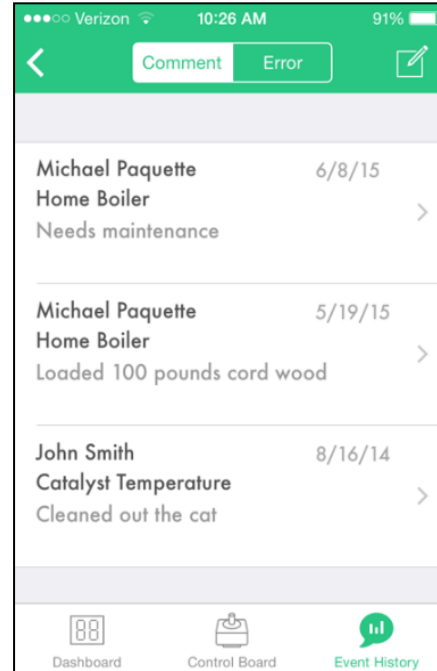 Verizon 10:26 AM 91%
Comment Error
Michael Paquette 6/8/15
Home Boiler
Needs maintenance
Michael Paquette 5/19/15
Home Boiler
Loaded 100 pounds cord wood
John Smith 8/16/14
Catalyst Temperature
Cleaned out the cat
88
Dashboard Control Board Event History